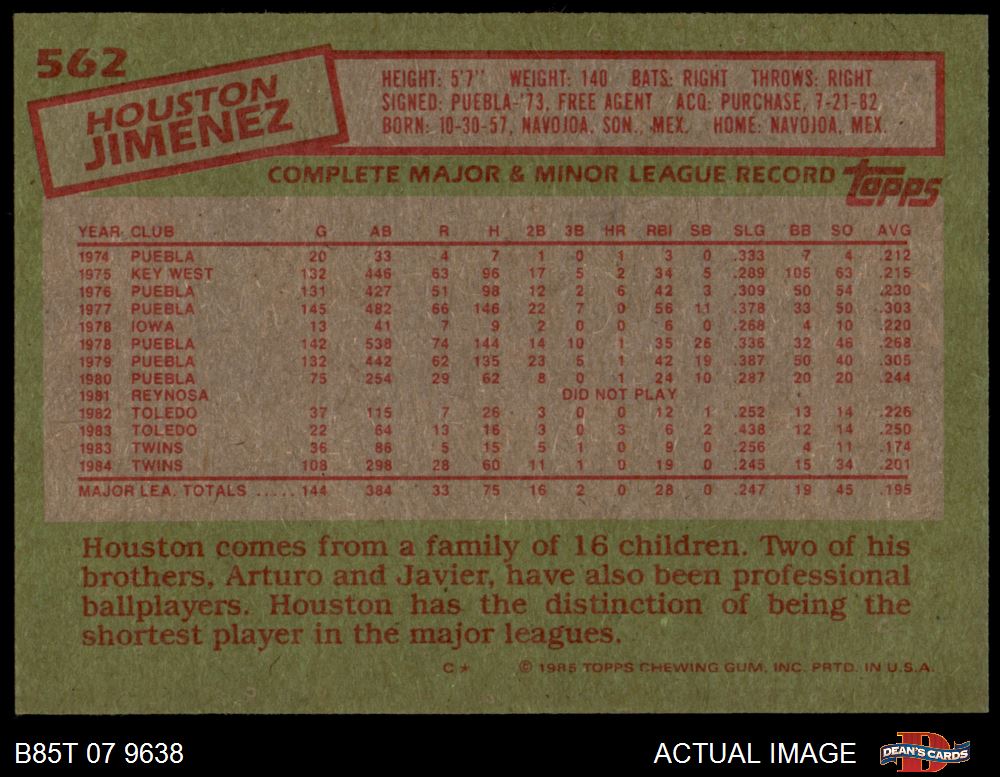 562
HOUSTON
JIMENEZ
HEIGHT: 5'7" WEIGHT: 140 BATS: RIGHT THROWS: RIGHT
SIGNED: PUEBLA-'73, FREE AGENT ACQ: PURCHASE, 7-21-82
BORN: 10-30-57, NAVOJOA, SON., MEX. HOME: NAVOJOA, MEX.
COMPLETE MAJOR & MINOR LEAGUE RECORD topps
YEAR CLUB G AB R H 2B 3B HR RBI SB SLG BB SO AVG
1974 PUEBLA 20 33 4 7 1 0 1 3 0 .333 7 4 .212
1975 KEY WEST 132 446 63 96 17 5 2 34 5 .289 105 63 .215
1976 PUEBLA 131 427 51 98 12 2 6 42 3 .309 50 54 .230
1977 PUEBLA 145 482 66 146 22 7 0 56 11 .378 33 50 .303
1978 IOWA 13 41 7 9 2 0 0 6 0 .268 4 10 .220
1978 PUEBLA 142 538 74 144 14 10 1 35 26 .336 32 46 .268
1979 PUEBLA 132 442 62 135 23 5 1 42 19 .387 50 40 .305
1980 PUEBLA 75 254 29 62 8 0 1 24 10 .287 20 20 .244
1981 REYNOSA DID NOT PLAY
1982 TOLEDO 37 115 7 26 3 0 0 12 1 .252 13 14 .226
1983 TOLEDO 22 64 13 16 3 0 3 6 2 .438 12 14 .250
1983 TWINS 36 86 5 15 5 1 0 9 0 .256 4 11 .174
1984 TWINS 108 298 28 60 11 1 0 19 0 .245 15 34 .201
MAJOR LEA. TOTALS ..... 144 384 33 75 16 2 0 28 0 .247 19 45 .195
Houston comes from a family of 16 children. Two of his
brothers, Arturo and Javier, have also been professional
ballplayers. Houston has the distinction of being the
shortest player in the major leagues.
C* © 1985 TOPPS CHEWING GUM, INC. PRTD. IN U.S.A.
B85T 07 9638 ACTUAL IMAGE DEAN'S CARDS